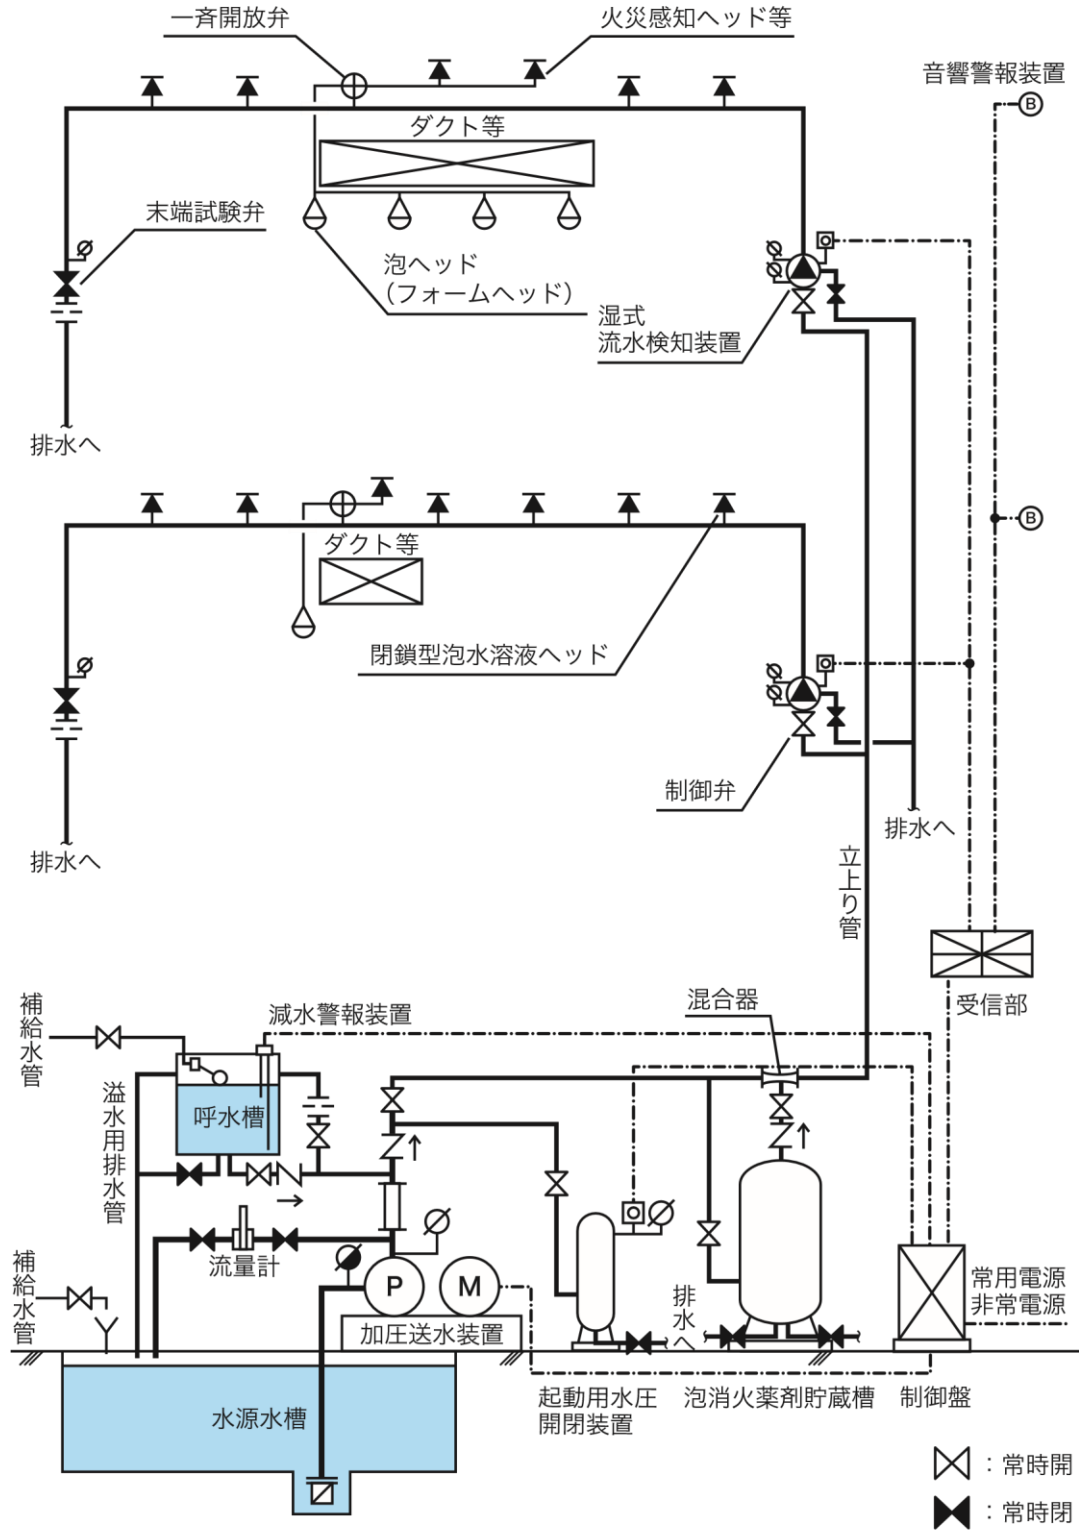 一斉開放弁
火災感知ヘッド等
音響警報装置
B
ダクト等
末端試験弁
泡ヘッド
（フォームヘッド）
湿式
流水検知装置
排水へ
B
ダクト等
閉鎖型泡水溶液ヘッド
制御弁
排水へ
排水へ
立上り管
受信部
混合器
減水警報装置
補給水管
呼水槽
溢水用排水管
流量計
補給水管
P
M
加圧送水装置
排水へ
常用電源
非常電源
起動用水圧
開閉装置
泡消火薬剤貯蔵槽
制御盤
水源水槽
：常時開
：常時閉